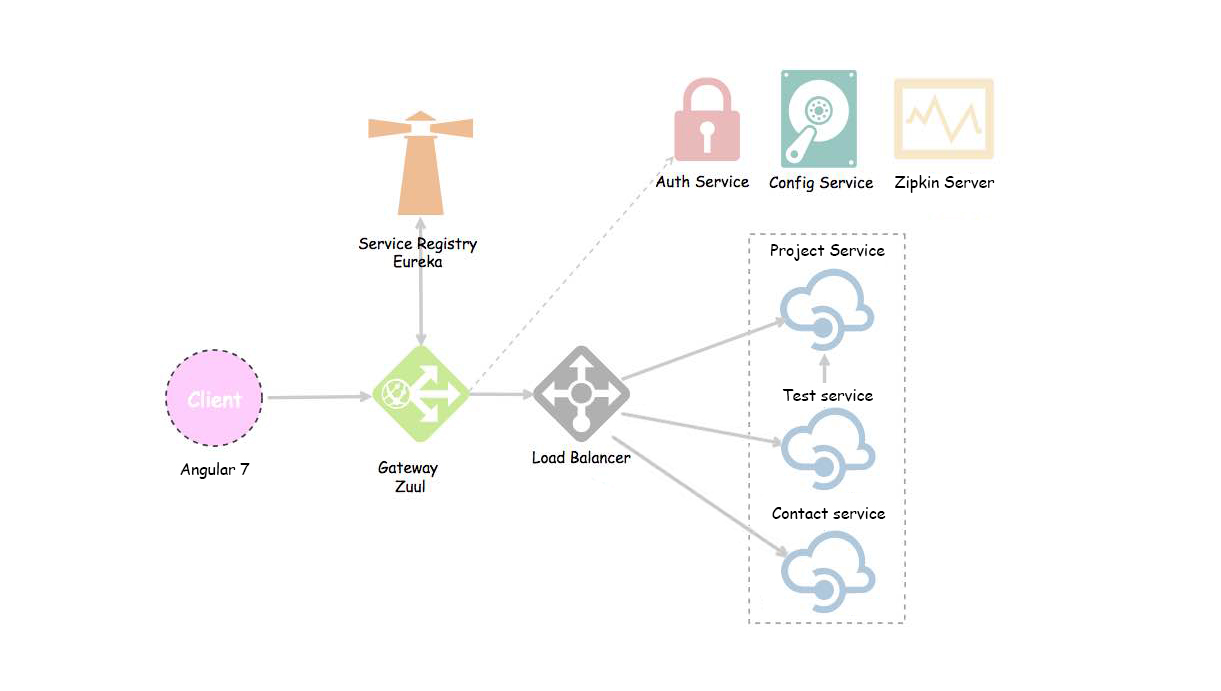 Auth Service
Config Service
Zipkin Server
Service Registry
Eureka
Project Service
Client
Test service
Angular 7
Gateway
Zuul
Load Balancer
Contact service